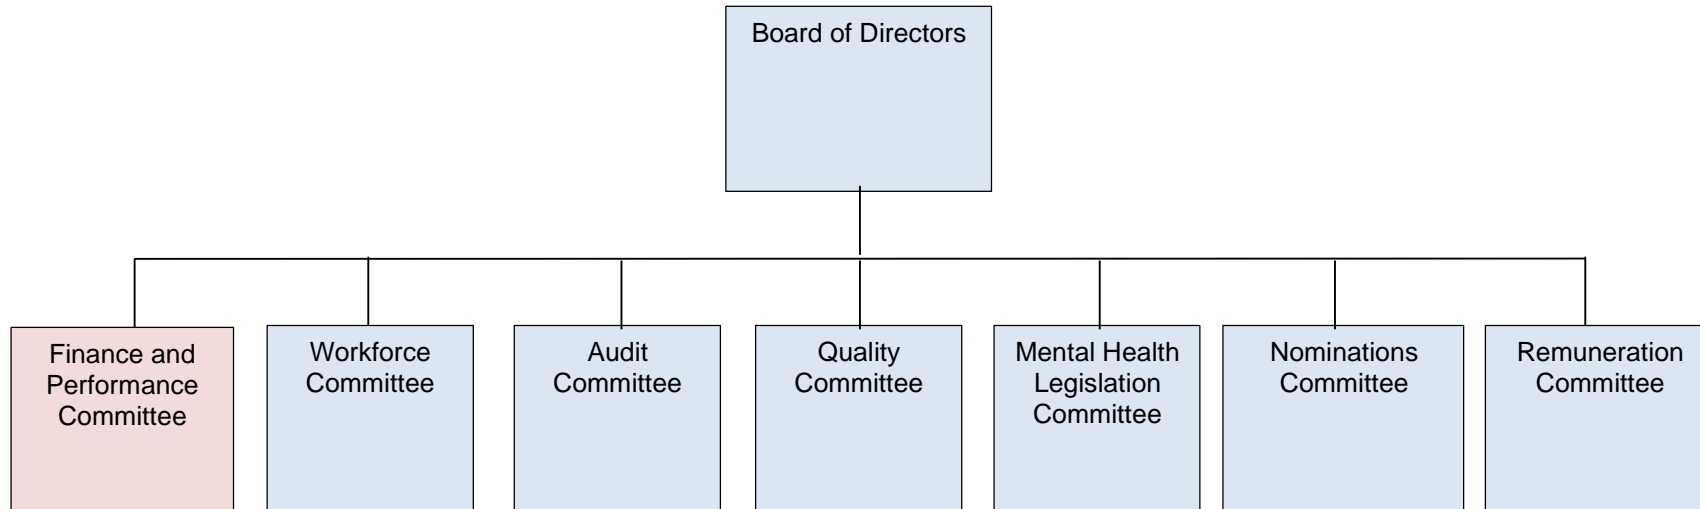 Board of Directors
Finance and
Performance
Committee
Workforce
Committee
Audit
Committee
Quality
Committee
Mental Health
Legislation
Committee
Nominations
Committee
Remuneration
Committee